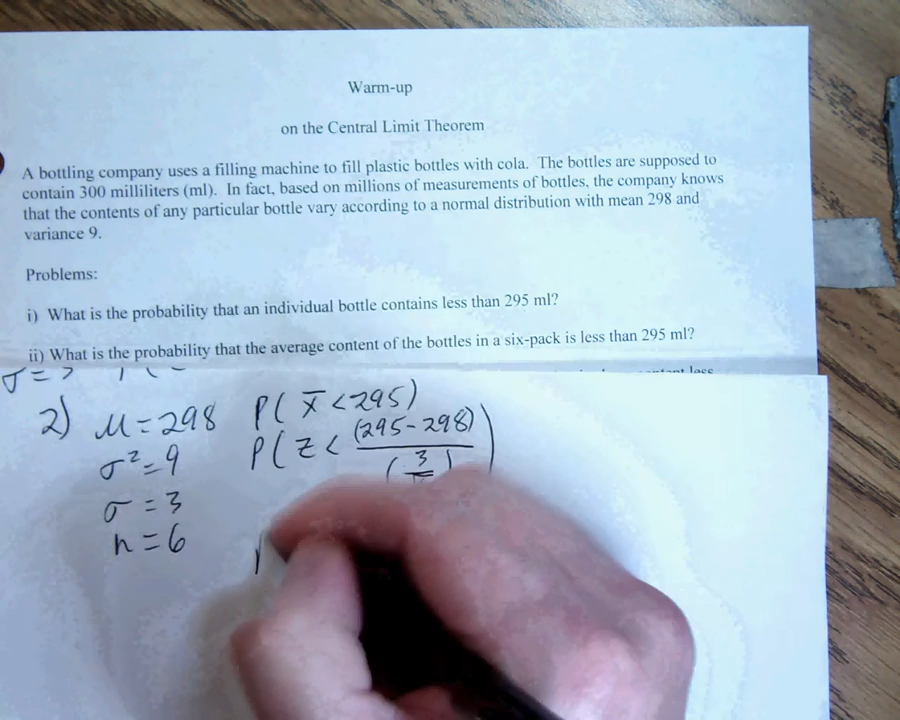 Warm-up
on the Central Limit Theorem
A bottling company uses a filling machine to fill plastic bottles with cola. The bottles are supposed to
contain 300 milliliters (ml). In fact, based on millions of measurements of bottles, the company knows
that the contents of any particular bottle vary according to a normal distribution with mean 298 and
variance 9.
Problems:
i) What is the probability that an individual bottle contains less than 295 ml?
ii) What is the probability that the average content of the bottles in a six-pack is less than 295 ml?
2) μ = 298 P( x̄ < 295)
σ² = 9 P(Z < (295-298) / (3
σ = 3
n = 6